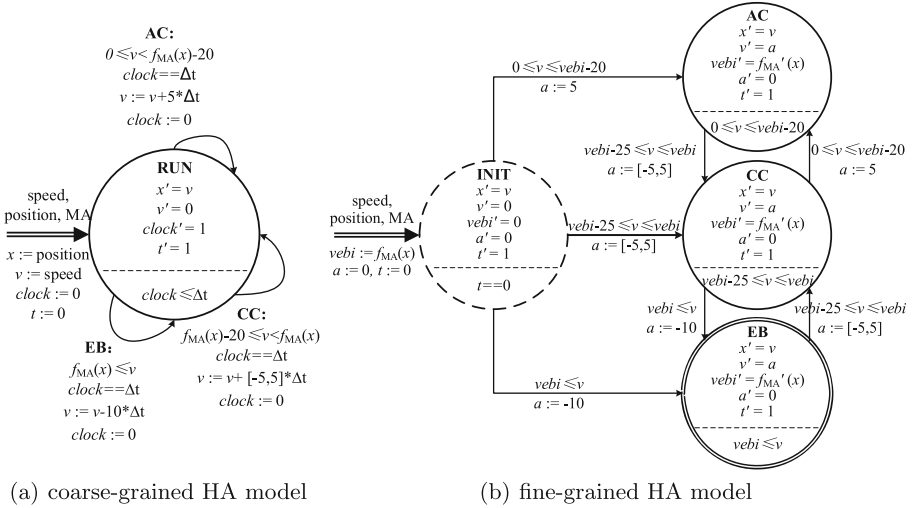 AC:
0 ⩽v< fMA(x)-20
clock==Δt
v := v+5*Δt
clock := 0
RUN
x' = v
v' = 0
clock' = 1
t' = 1
clock ⩽Δt
speed,
position, MA
x := position
v := speed
clock := 0
t := 0
EB:
fMA(x) ⩽v
clock==Δt
v := v-10*Δt
clock := 0
CC:
fMA(x)-20 ⩽v< fMA(x)
clock==Δt
v := v+ [-5,5]*Δt
clock := 0
(a) coarse-grained HA model
speed,
position, MA
vebi := fMA(x)
a := 0, t := 0
INIT
x' = v
v' = 0
vebi' = 0
a' = 0
t' = 1
t==0
0 ⩽v ⩽vebi-20
a := 5
vebi-25 ⩽v ⩽vebi
a := [-5,5]
vebi ⩽v
a := -10
AC
x' = v
v' = a
vebi' = fMA'(x)
a' = 0
t' = 1
0 ⩽v ⩽vebi-20
vebi-25 ⩽v ⩽vebi
a := [-5,5]
0 ⩽v ⩽vebi-20
a := 5
CC
x' = v
v' = a
vebi' = fMA'(x)
a' = 0
t' = 1
vebi-25 ⩽v ⩽vebi
vebi ⩽v
a := -10
vebi-25 ⩽v ⩽vebi
a := [-5,5]
EB
x' = v
v' = a
vebi' = fMA'(x)
a' = 0
t' = 1
vebi ⩽v
(b) fine-grained HA model